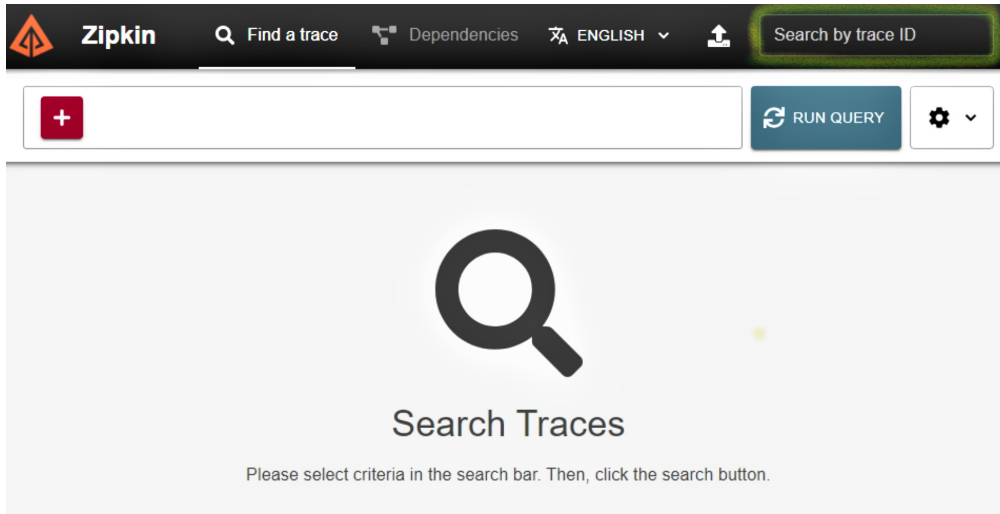 Zipkin Find a trace Dependencies ENGLISH Search by trace ID
RUN QUERY
Search Traces
Please select criteria in the search bar. Then, click the search button.